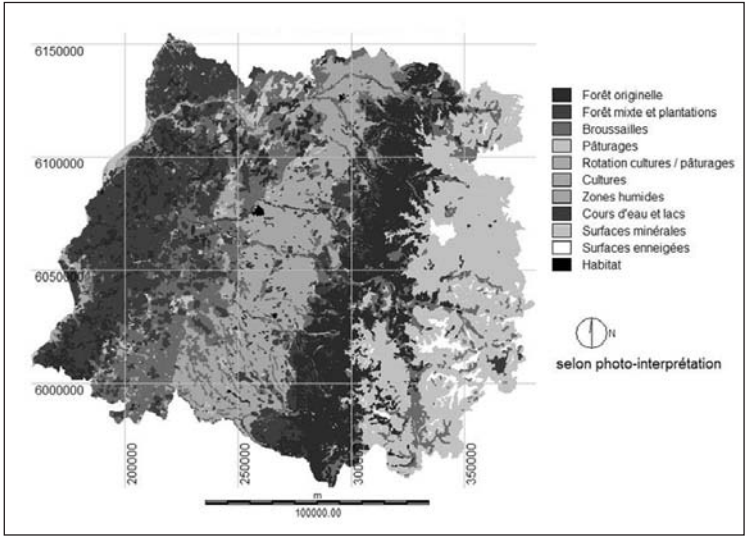 6150000
6100000
6050000
6000000
200000
250000
300000
350000
m
100000.00
Forêt originelle
Forêt mixte et plantations
Broussailles
Pâturages
Rotation cultures / pâturages
Cultures
Zones humides
Cours d'eau et lacs
Surfaces minérales
Surfaces enneigées
Habitat
N
selon photo-interprétation